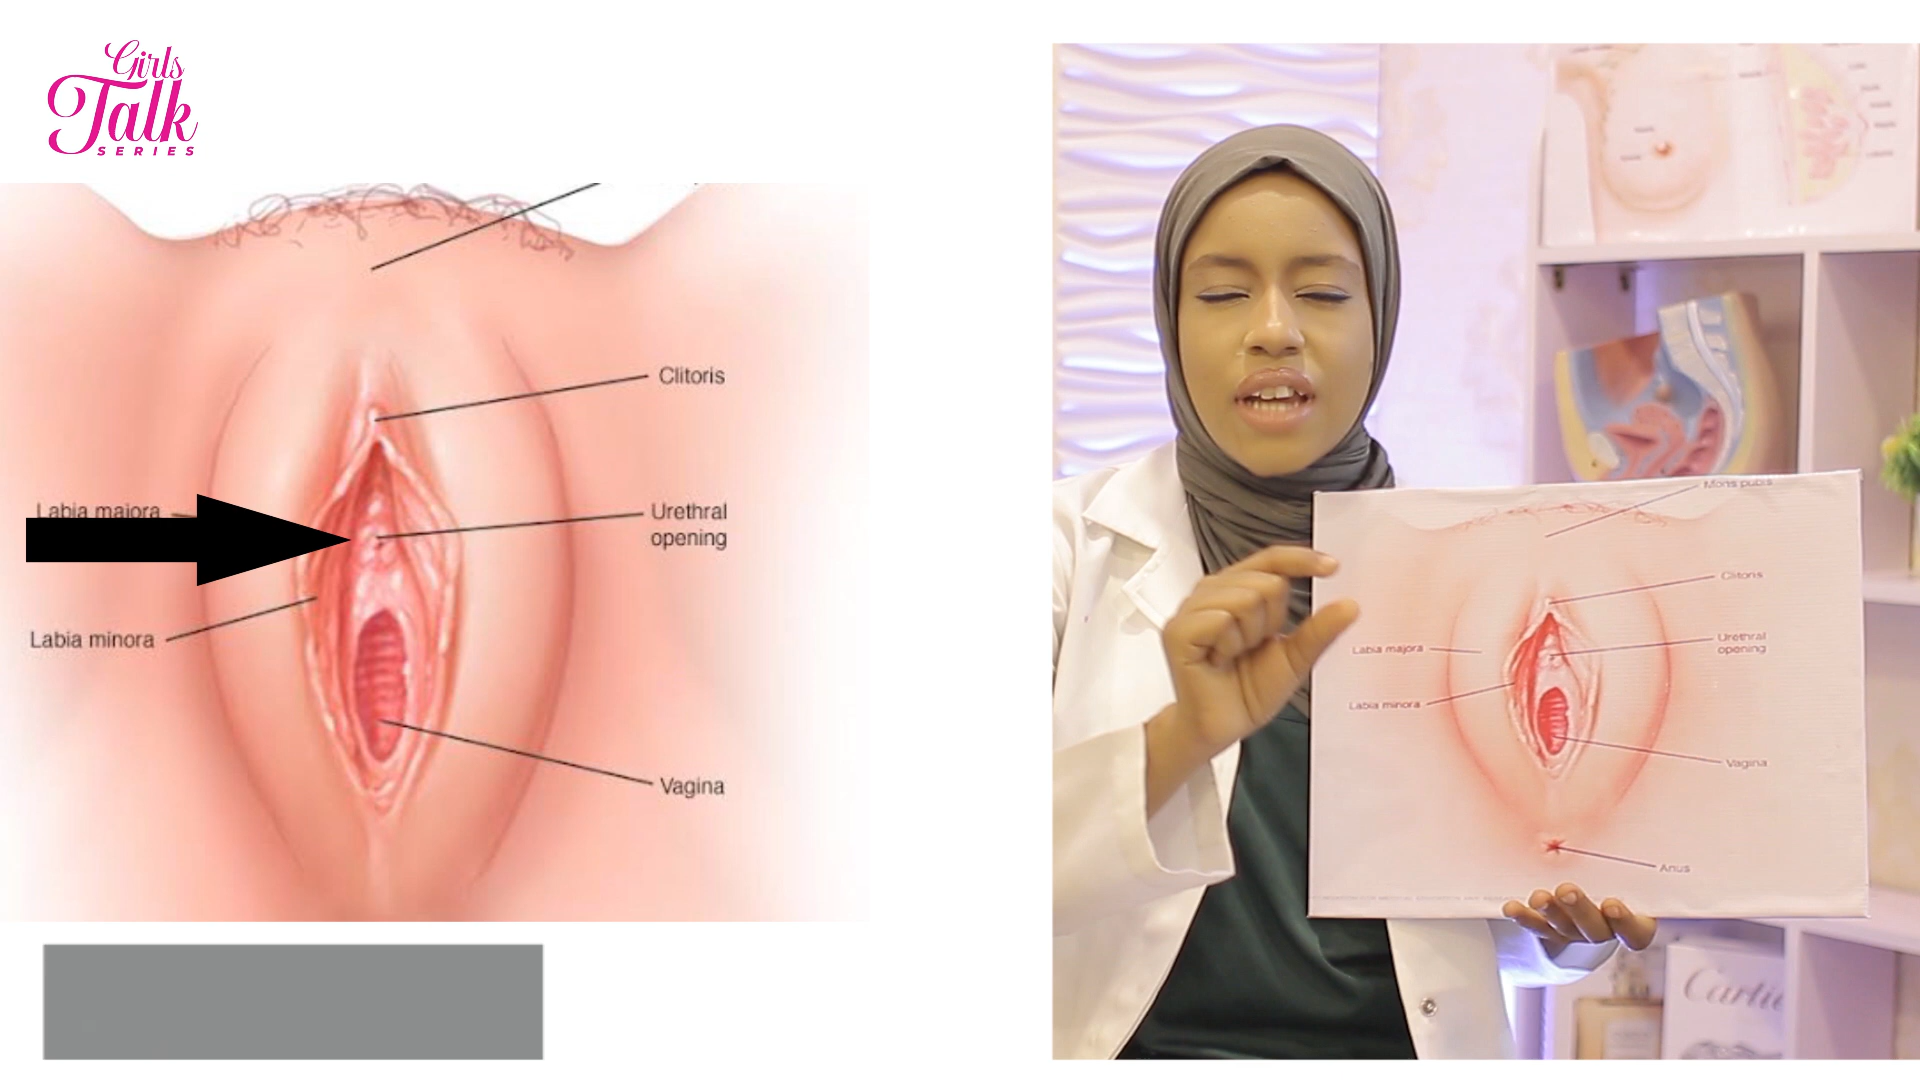 Girls
Talk
SERIES
Clitoris
Labia majora
Urethral
opening
Labia minora
Vagina
Mons pubis
Clitoris
Urethral
opening
Labia majora
Labia minora
Vagina
Anus
Cartie